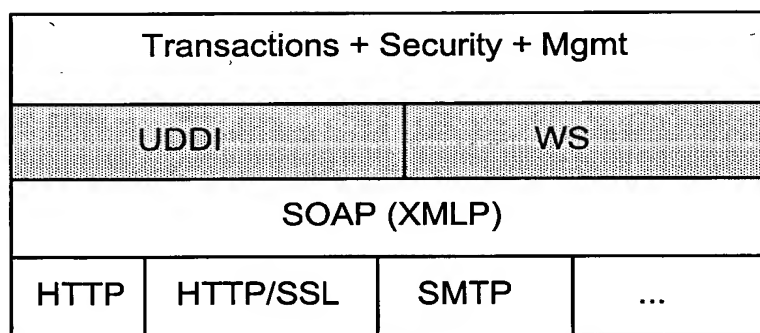 Transactions + Security + Mgmt
UDDI WS
SOAP (XMLP)
HTTP HTTP/SSL SMTP ...